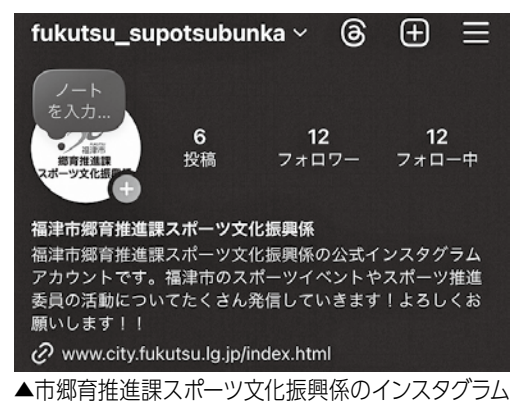 fukutsu_supotsubunka
ノート
を入力...
福津市
郷育推進課
スポーツ文化振興係
6
投稿
12
フォロワー
12
フォロー中
福津市郷育推進課スポーツ文化振興係
福津市郷育推進課スポーツ文化振興係の公式インスタグラム
アカウントです。福津市のスポーツイベントやスポーツ推進
委員の活動についてたくさん発信していきます！よろしくお
願いします！！
www.city.fukutsu.lg.jp/index.html
▲市郷育推進課スポーツ文化振興係のインスタグラム